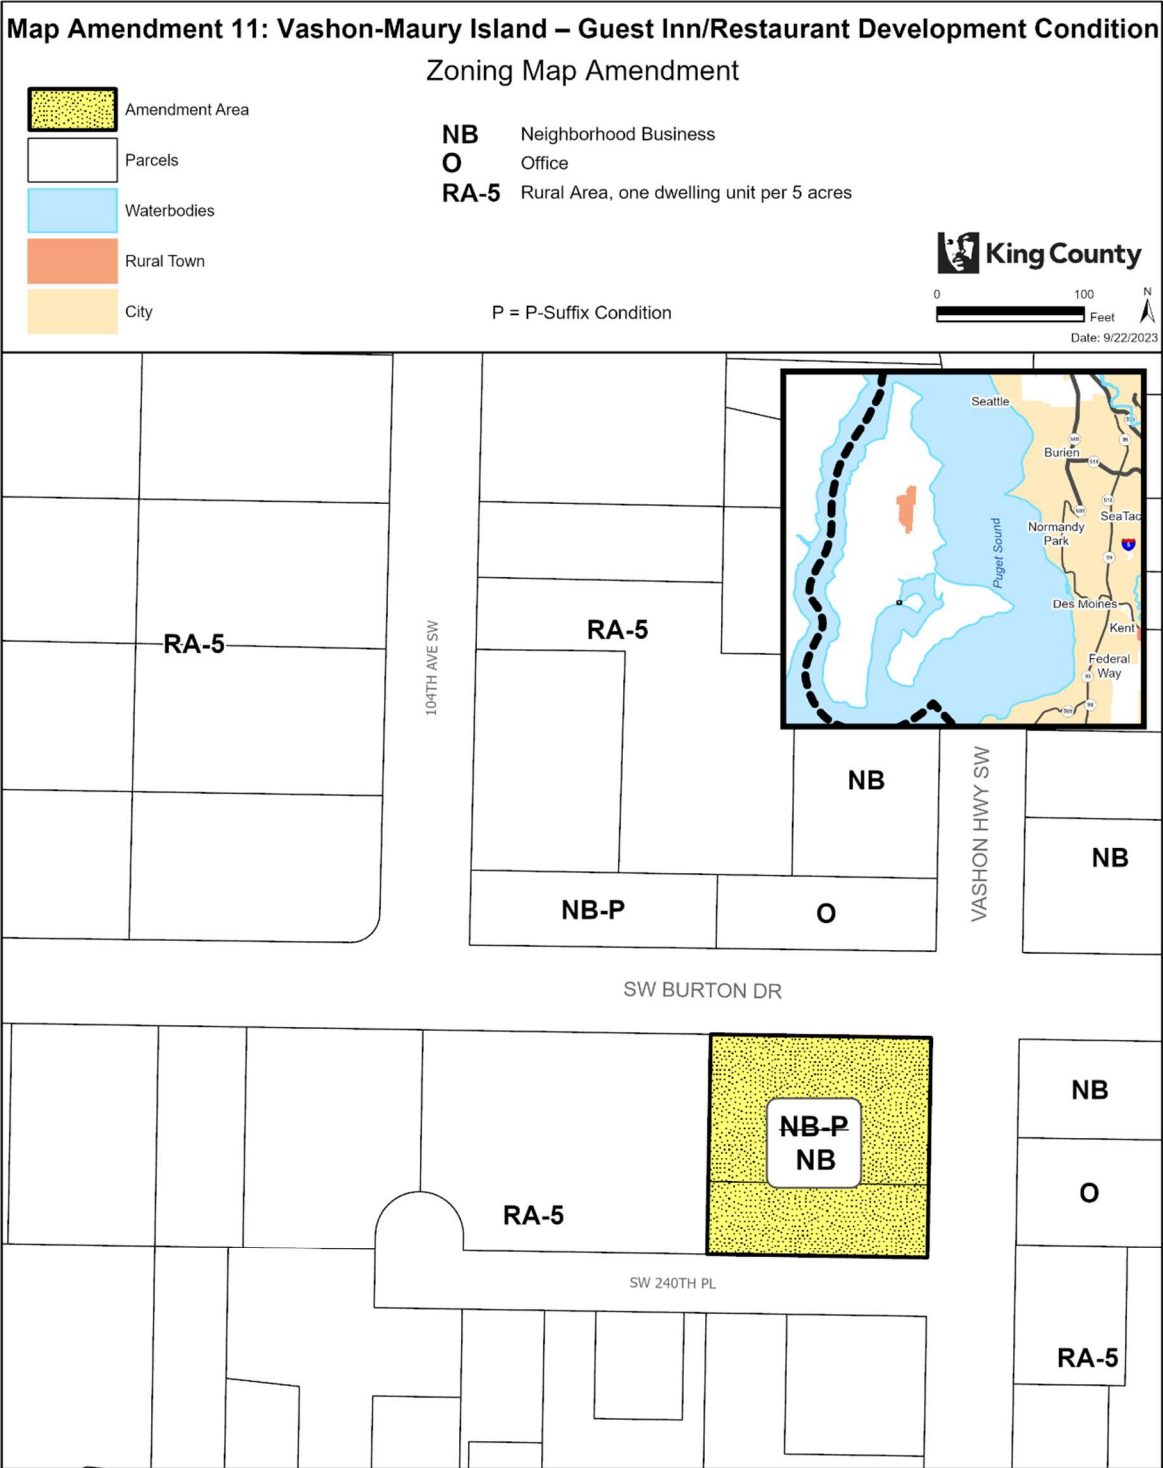 Map Amendment 11: Vashon-Maury Island – Guest Inn/Restaurant Development Condition
Zoning Map Amendment
Amendment Area
Parcels
Waterbodies
Rural Town
City
NB Neighborhood Business
O Office
RA-5 Rural Area, one dwelling unit per 5 acres
P = P-Suffix Condition
King County
0 100
Feet
N
Date: 9/22/2023
Seattle
Burien
SeaTac
Normandy
Park
Puget Sound
Des Moines
Kent
Federal
Way
RA-5
104TH AVE SW
RA-5
NB
VASHON HWY SW
NB
NB-P
O
SW BURTON DR
NB-P
NB
NB
O
RA-5
SW 240TH PL
RA-5